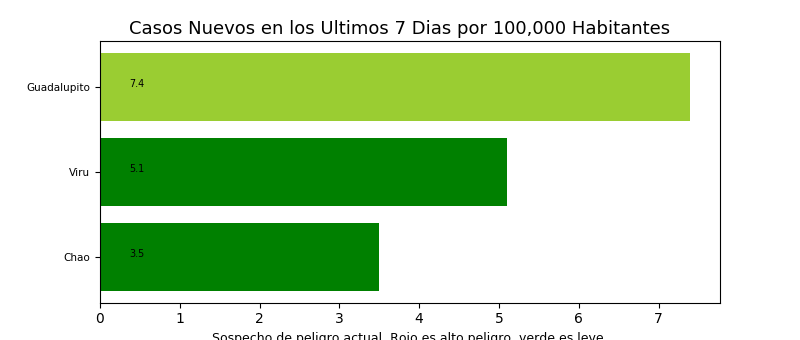 Casos Nuevos en los Ultimos 7 Dias por 100,000 Habitantes
Guadalupito
7.4
Viru
5.1
Chao
3.5
0 1 2 3 4 5 6 7
Sospecho de peligro actual. Rojo es alto peligro, verde es leve